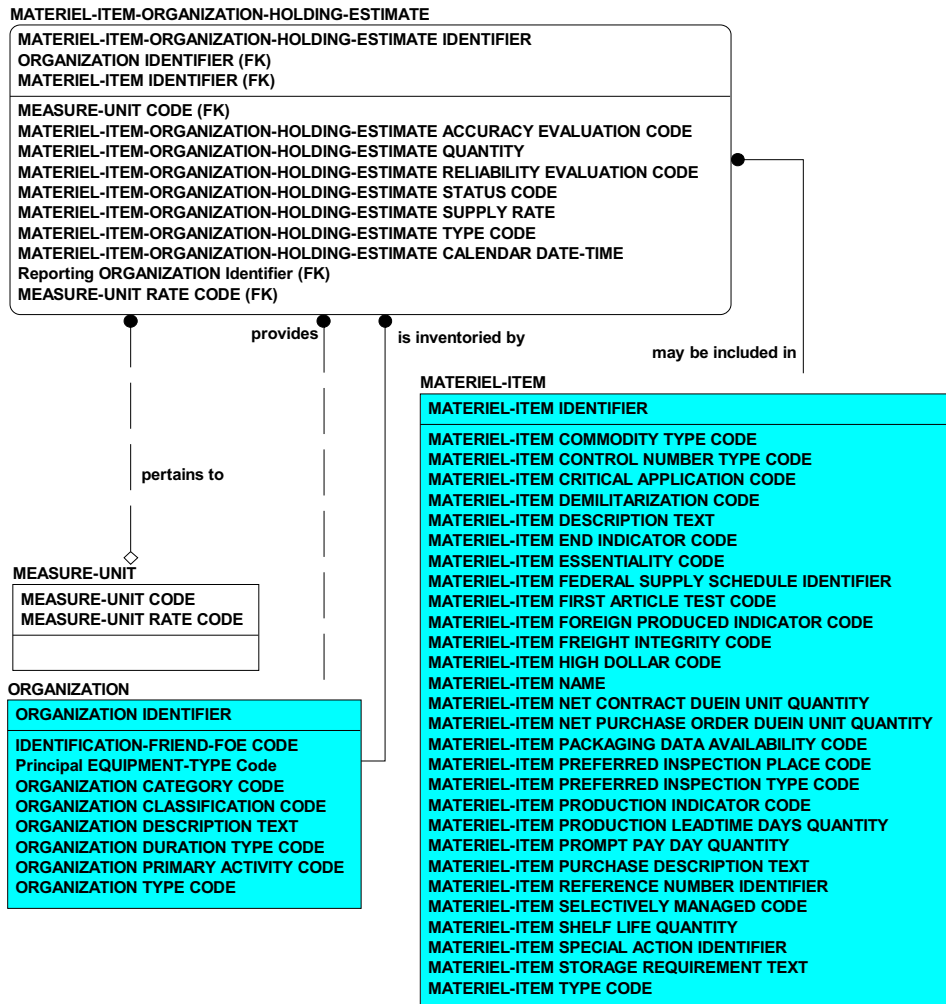 MATERIEL-ITEM-ORGANIZATION-HOLDING-ESTIMATE
MATERIEL-ITEM-ORGANIZATION-HOLDING-ESTIMATE IDENTIFIER
ORGANIZATION IDENTIFIER (FK)
MATERIEL-ITEM IDENTIFIER (FK)
MEASURE-UNIT CODE (FK)
MATERIEL-ITEM-ORGANIZATION-HOLDING-ESTIMATE ACCURACY EVALUATION CODE
MATERIEL-ITEM-ORGANIZATION-HOLDING-ESTIMATE QUANTITY
MATERIEL-ITEM-ORGANIZATION-HOLDING-ESTIMATE RELIABILITY EVALUATION CODE
MATERIEL-ITEM-ORGANIZATION-HOLDING-ESTIMATE STATUS CODE
MATERIEL-ITEM-ORGANIZATION-HOLDING-ESTIMATE SUPPLY RATE
MATERIEL-ITEM-ORGANIZATION-HOLDING-ESTIMATE TYPE CODE
MATERIEL-ITEM-ORGANIZATION-HOLDING-ESTIMATE CALENDAR DATE-TIME
Reporting ORGANIZATION Identifier (FK)
MEASURE-UNIT RATE CODE (FK)
provides
is inventoried by
may be included in
pertains to
MEASURE-UNIT
MEASURE-UNIT CODE
MEASURE-UNIT RATE CODE
ORGANIZATION
ORGANIZATION IDENTIFIER
IDENTIFICATION-FRIEND-FOE CODE
Principal EQUIPMENT-TYPE Code
ORGANIZATION CATEGORY CODE
ORGANIZATION CLASSIFICATION CODE
ORGANIZATION DESCRIPTION TEXT
ORGANIZATION DURATION TYPE CODE
ORGANIZATION PRIMARY ACTIVITY CODE
ORGANIZATION TYPE CODE
MATERIEL-ITEM
MATERIEL-ITEM IDENTIFIER
MATERIEL-ITEM COMMODITY TYPE CODE
MATERIEL-ITEM CONTROL NUMBER TYPE CODE
MATERIEL-ITEM CRITICAL APPLICATION CODE
MATERIEL-ITEM DEMILITARIZATION CODE
MATERIEL-ITEM DESCRIPTION TEXT
MATERIEL-ITEM END INDICATOR CODE
MATERIEL-ITEM ESSENTIALITY CODE
MATERIEL-ITEM FEDERAL SUPPLY SCHEDULE IDENTIFIER
MATERIEL-ITEM FIRST ARTICLE TEST CODE
MATERIEL-ITEM FOREIGN PRODUCED INDICATOR CODE
MATERIEL-ITEM FREIGHT INTEGRITY CODE
MATERIEL-ITEM HIGH DOLLAR CODE
MATERIEL-ITEM NAME
MATERIEL-ITEM NET CONTRACT DUEIN UNIT QUANTITY
MATERIEL-ITEM NET PURCHASE ORDER DUEIN UNIT QUANTITY
MATERIEL-ITEM PACKAGING DATA AVAILABILITY CODE
MATERIEL-ITEM PREFERRED INSPECTION PLACE CODE
MATERIEL-ITEM PREFERRED INSPECTION TYPE CODE
MATERIEL-ITEM PRODUCTION INDICATOR CODE
MATERIEL-ITEM PRODUCTION LEADTIME DAYS QUANTITY
MATERIEL-ITEM PROMPT PAY DAY QUANTITY
MATERIEL-ITEM PURCHASE DESCRIPTION TEXT
MATERIEL-ITEM REFERENCE NUMBER IDENTIFIER
MATERIEL-ITEM SELECTIVELY MANAGED CODE
MATERIEL-ITEM SHELF LIFE QUANTITY
MATERIEL-ITEM SPECIAL ACTION IDENTIFIER
MATERIEL-ITEM STORAGE REQUIREMENT TEXT
MATERIEL-ITEM TYPE CODE